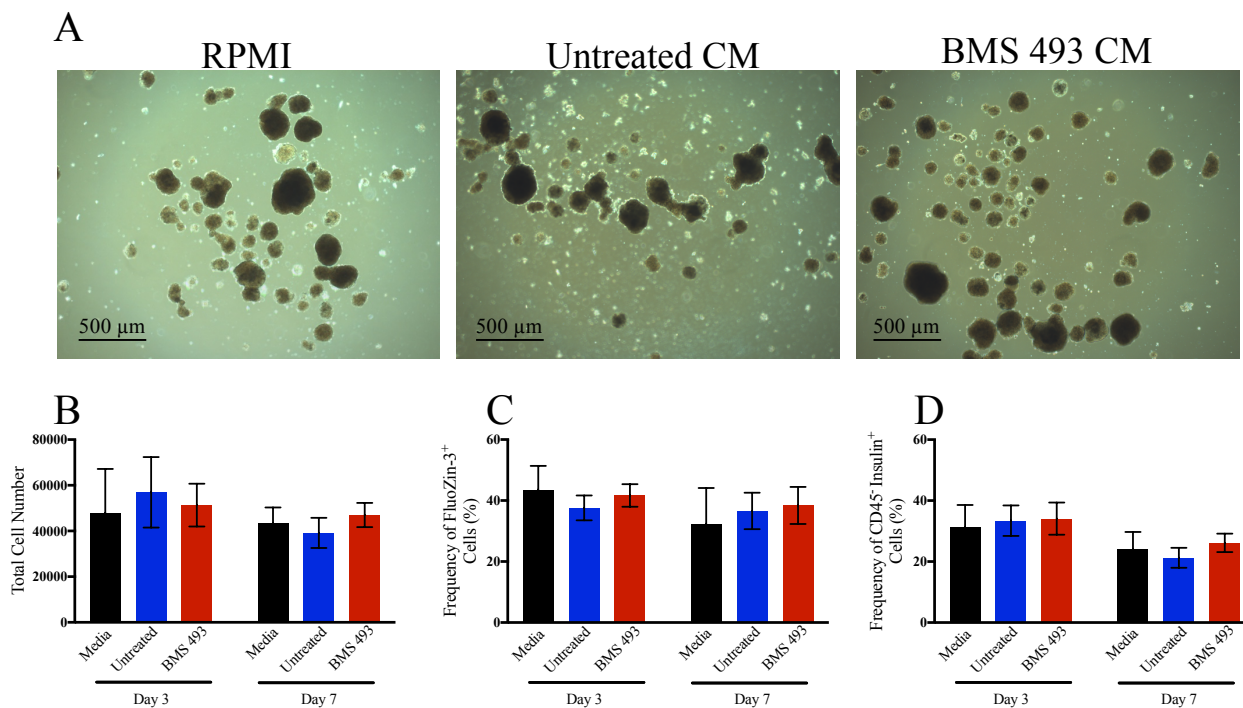 A
RPMI
Untreated CM
BMS 493 CM
500 µm
500 µm
500 µm
B
Total Cell Number
80000
60000
40000
20000
0
Media
Untreated
BMS 493
Media
Untreated
BMS 493
Day 3
Day 7
C
Frequency of FluoZin-3⁺
Cells (%)
60
40
20
0
Media
Untreated
BMS 493
Media
Untreated
BMS 493
Day 3
Day 7
D
Frequency of CD45⁻ Insulin⁺
Cells (%)
60
40
20
0
Media
Untreated
BMS 493
Media
Untreated
BMS 493
Day 3
Day 7